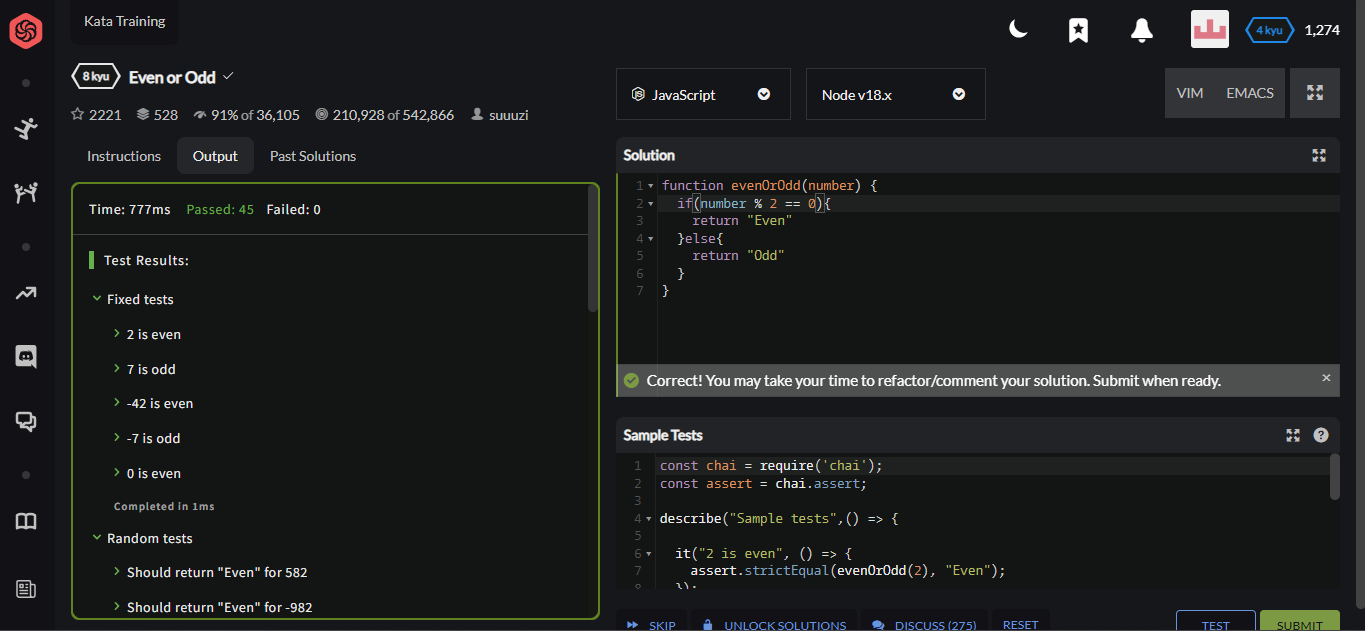 Kata Training
4 kyu
1,274
8 kyu
Even or Odd
2221
528
91% of 36,105
210,928 of 542,866
suuuzi
JavaScript
Node v18.x
VIM
EMACS
Instructions
Output
Past Solutions
Time: 777ms Passed: 45 Failed: 0
Test Results:
Fixed tests
2 is even
7 is odd
-42 is even
-7 is odd
0 is even
Completed in 1ms
Random tests
Should return "Even" for 582
Should return "Even" for -982
Solution
1 function evenOrOdd(number) {
2 if(number % 2 == 0){
3 return "Even"
4 }else{
5 return "Odd"
6 }
7 }
Correct! You may take your time to refactor/comment your solution. Submit when ready.
Sample Tests
1 const chai = require('chai');
2 const assert = chai.assert;
3
4 describe("Sample tests",() => {
5
6 it("2 is even", () => {
7 assert.strictEqual(evenOrOdd(2), "Even");
8 });
SKIP
UNLOCK SOLUTIONS
DISCUSS (275)
RESET
TEST
SUBMIT